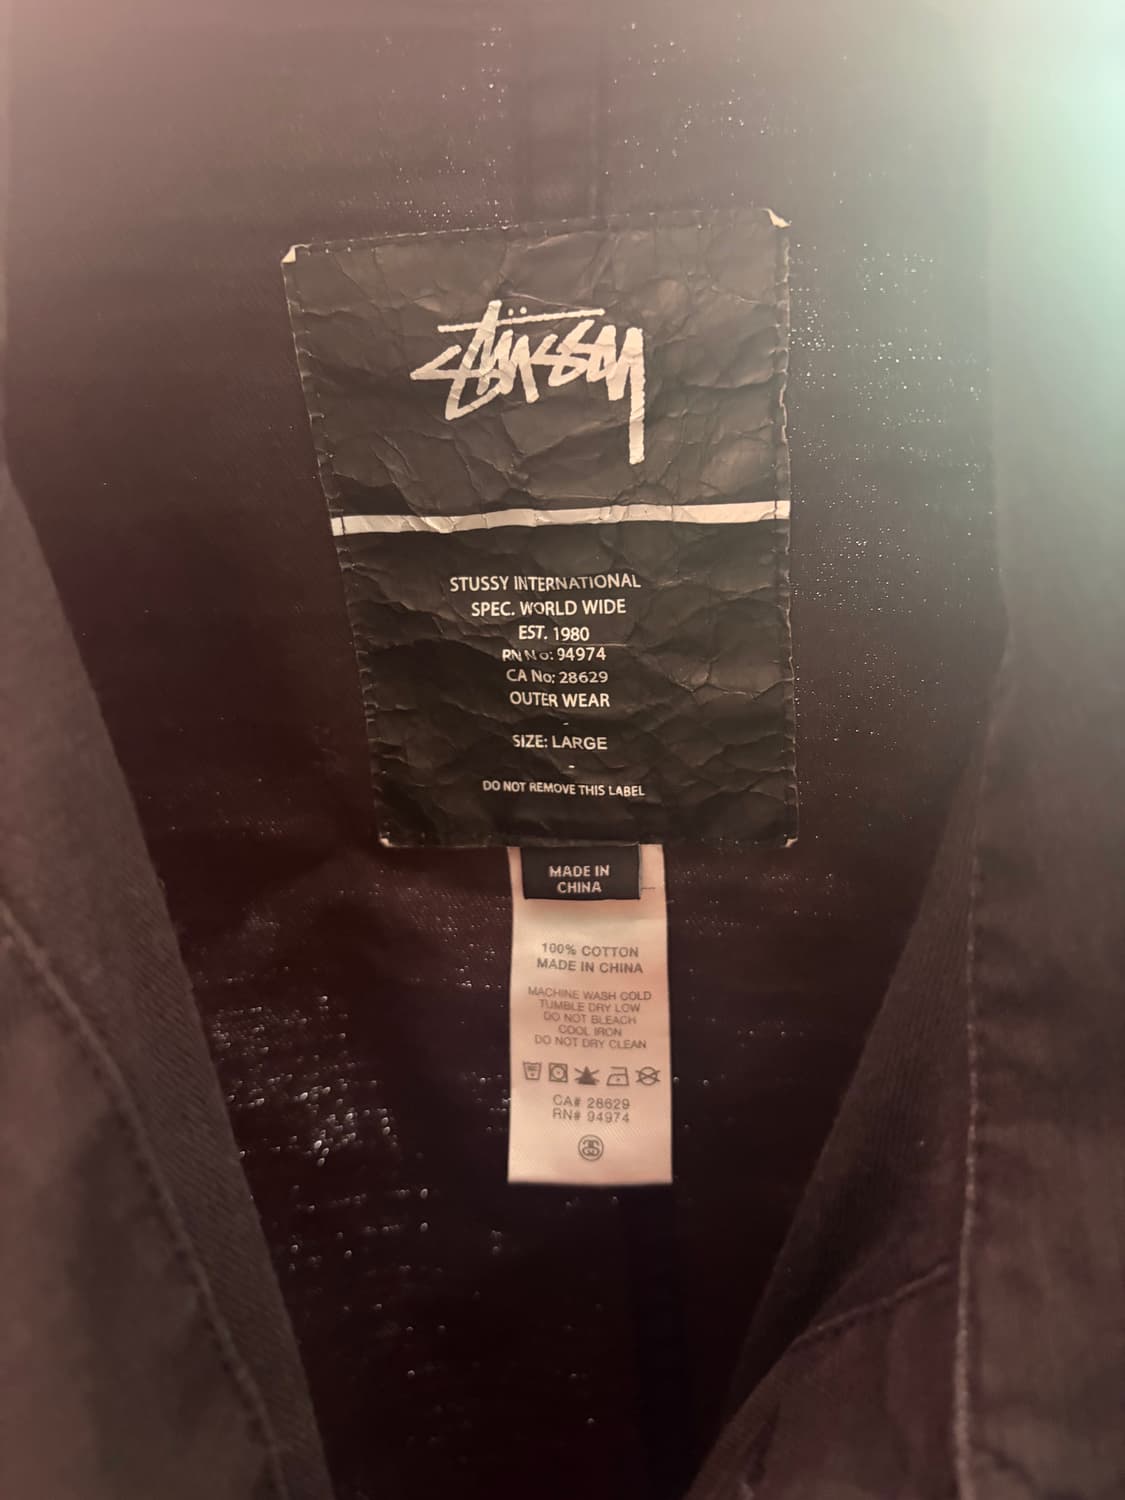 Stüssy
STUSSY INTERNATIONAL
SPEC. WORLD WIDE
EST. 1980
RN No: 94974
CA No: 28629
OUTER WEAR
-
SIZE: LARGE
-
DO NOT REMOVE THIS LABEL
MADE IN
CHINA
100% COTTON
MADE IN CHINA
MACHINE WASH COLD
TUMBLE DRY LOW
DO NOT BLEACH
COOL IRON
DO NOT DRY CLEAN
CA# 28629
RN# 94974